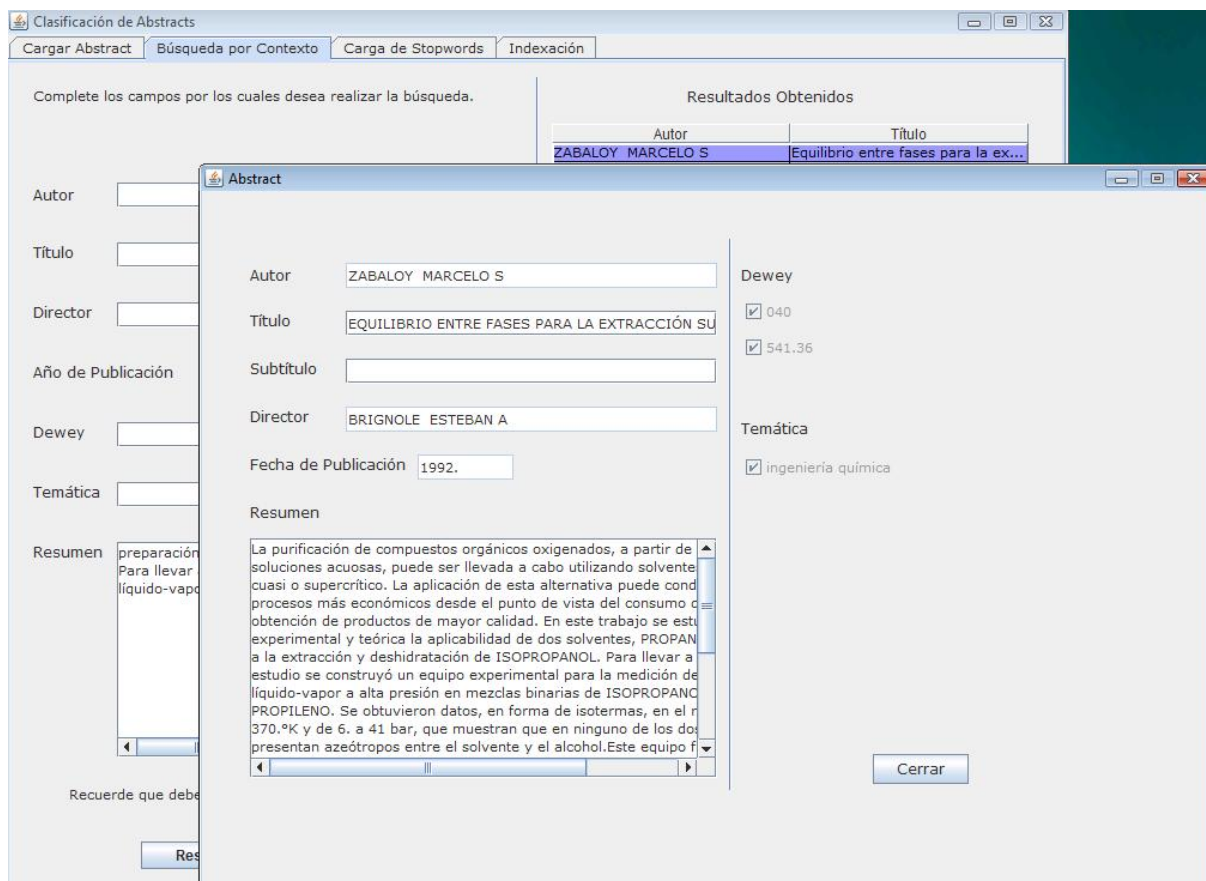 Clasificación de Abstracts
Cargar Abstract Búsqueda por Contexto Carga de Stopwords Indexación
Complete los campos por los cuales desea realizar la búsqueda.
Resultados Obtenidos
Autor Título
ZABALOY MARCELO S Equilibrio entre fases para la ex...
Autor
Título
Director
Año de Publicación
Dewey
Temática
Resumen
preparación
Para llevar
líquido-vapo
Recuerde que debe
Res
Abstract
Autor ZABALOY MARCELO S
Título EQUILIBRIO ENTRE FASES PARA LA EXTRACCIÓN SU
Subtítulo
Director BRIGNOLE ESTEBAN A
Fecha de Publicación 1992.
Resumen
La purificación de compuestos orgánicos oxigenados, a partir de
soluciones acuosas, puede ser llevada a cabo utilizando solvente
cuasi o supercrítico. La aplicación de esta alternativa puede cond
procesos más económicos desde el punto de vista del consumo
obtención de productos de mayor calidad. En este trabajo se estu
experimental y teórica la aplicabilidad de dos solventes, PROPAN
a la extracción y deshidratación de ISOPROPANOL. Para llevar a
estudio se construyó un equipo experimental para la medición de
líquido-vapor a alta presión en mezclas binarias de ISOPROPANO
PROPILENO. Se obtuvieron datos, en forma de isotermas, en el r
370.°K y de 6. a 41 bar, que muestran que en ninguno de los dos
presentan azeótropos entre el solvente y el alcohol.Este equipo f
Dewey
040
541.36
Temática
ingeniería química
Cerrar